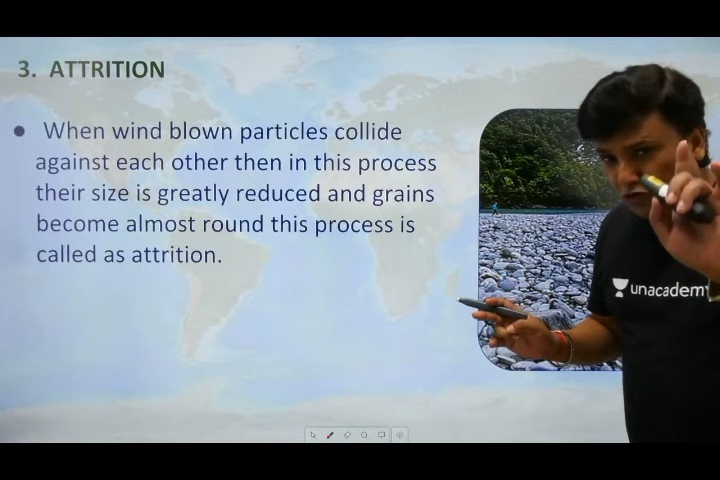 3. ATTRITION
● When wind blown particles collide
against each other then in this process
their size is greatly reduced and grains
become almost round this process is
called as attrition.
unacademy